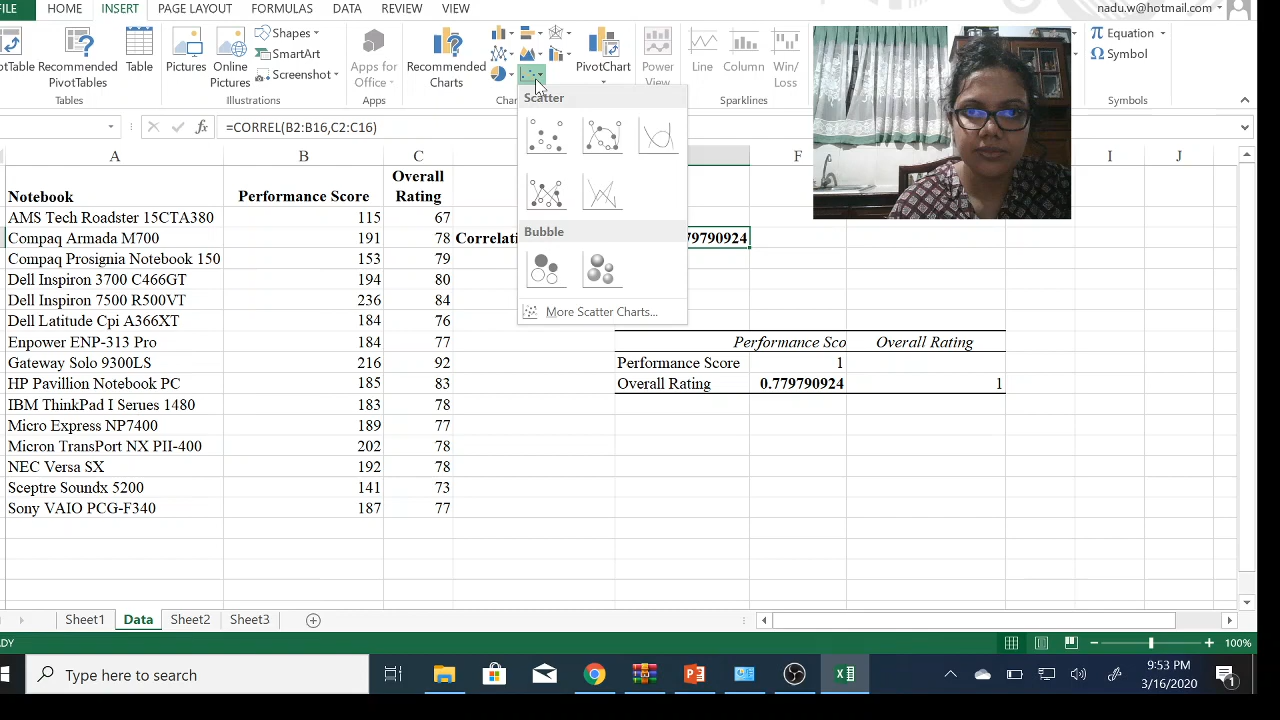 FILE HOME INSERT PAGE LAYOUT FORMULAS DATA REVIEW VIEW nadu.w@hotmail.com
Recommended PivotTables
Table
Pictures
Online Pictures
Shapes
SmartArt
Screenshot
Apps for Office
Recommended Charts
PivotChart
Power View
Line
Column
Win/ Loss
Equation
Symbol
Tables Illustrations Apps Sparklines Symbols
fx =CORREL(B2:B16,C2:C16)
Scatter
Bubble
More Scatter Charts...
A B C F I J
Notebook Performance Score Overall Rating
AMS Tech Roadster 15CTA380 115 67
Compaq Armada M700 191 78
Compaq Prosignia Notebook 150 153 79
Dell Inspiron 3700 C466GT 194 80
Dell Inspiron 7500 R500VT 236 84
Dell Latitude Cpi A366XT 184 76
Enpower ENP-313 Pro 184 77
Gateway Solo 9300LS 216 92
HP Pavillion Notebook PC 185 83
IBM ThinkPad I Serues 1480 183 78
Micro Express NP7400 189 77
Micron TransPort NX PII-400 202 78
NEC Versa SX 192 78
Sceptre Soundx 5200 141 73
Sony VAIO PCG-F340 187 77
Performance Sco Overall Rating
Performance Score 1
Overall Rating 0.779790924 1
Sheet1 Data Sheet2 Sheet3
100%
Type here to search
9:53 PM
3/16/2020
1